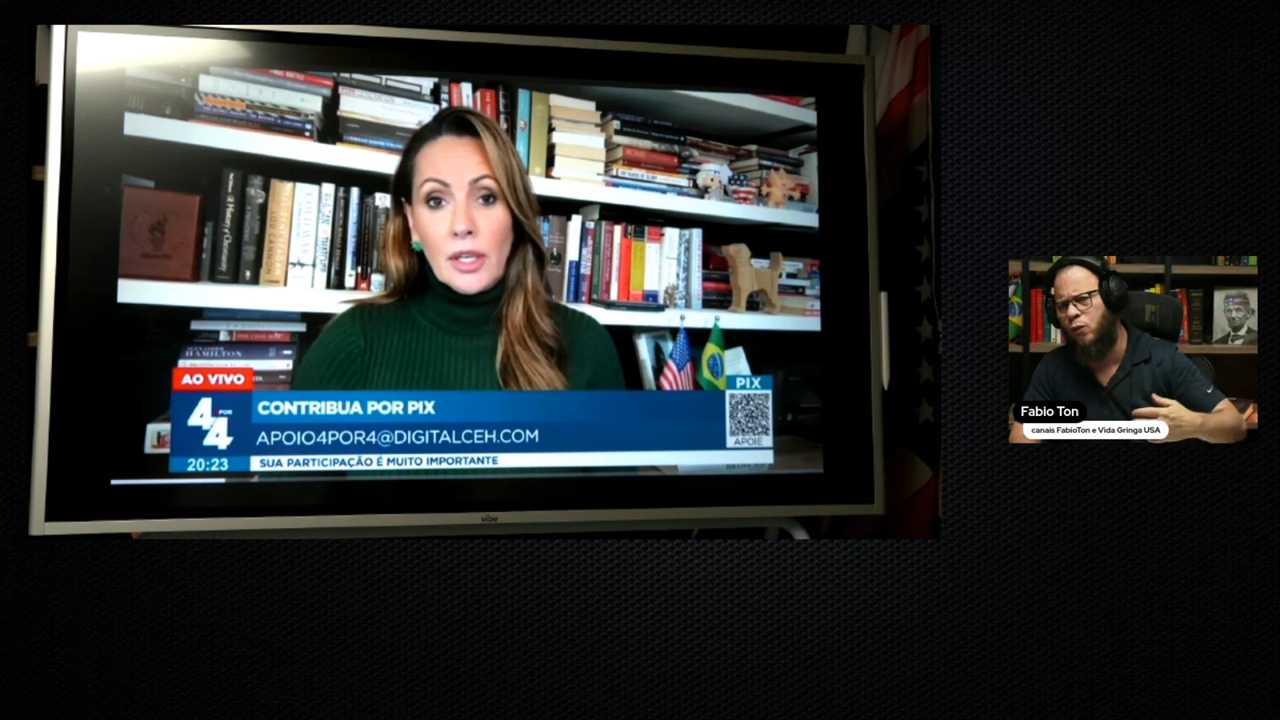 HAMILTON
AO VIVO
PIX
4 POR 4
CONTRIBUA POR PIX
APOIO4POR4@DIGITALCEH.COM
APOIE
20:23
SUA PARTICIPAÇÃO É MUITO IMPORTANTE
vibe
Fabio Ton
canais FabioTon e Vida Gringa USA